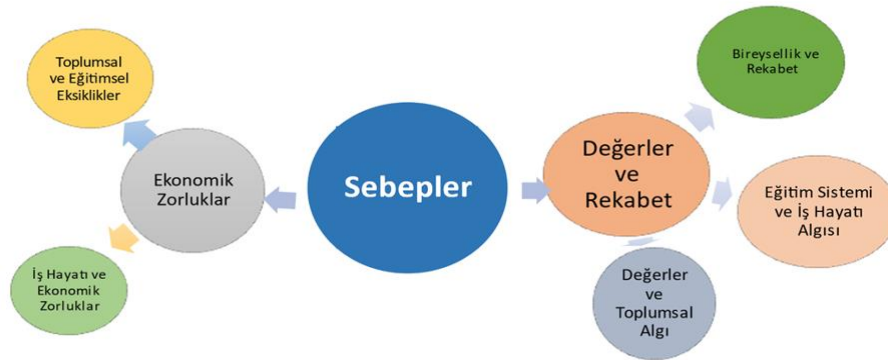 Toplumsal
ve Eğitimsel
Eksiklikler
Ekonomik
Zorluklar
İş Hayatı ve
Ekonomik
Zorluklar
Sebepler
Değerler
ve
Rekabet
Bireysellik ve
Rekabet
Eğitim Sistemi
ve İş Hayatı
Algısı
Değerler
ve
Toplumsal
Algı